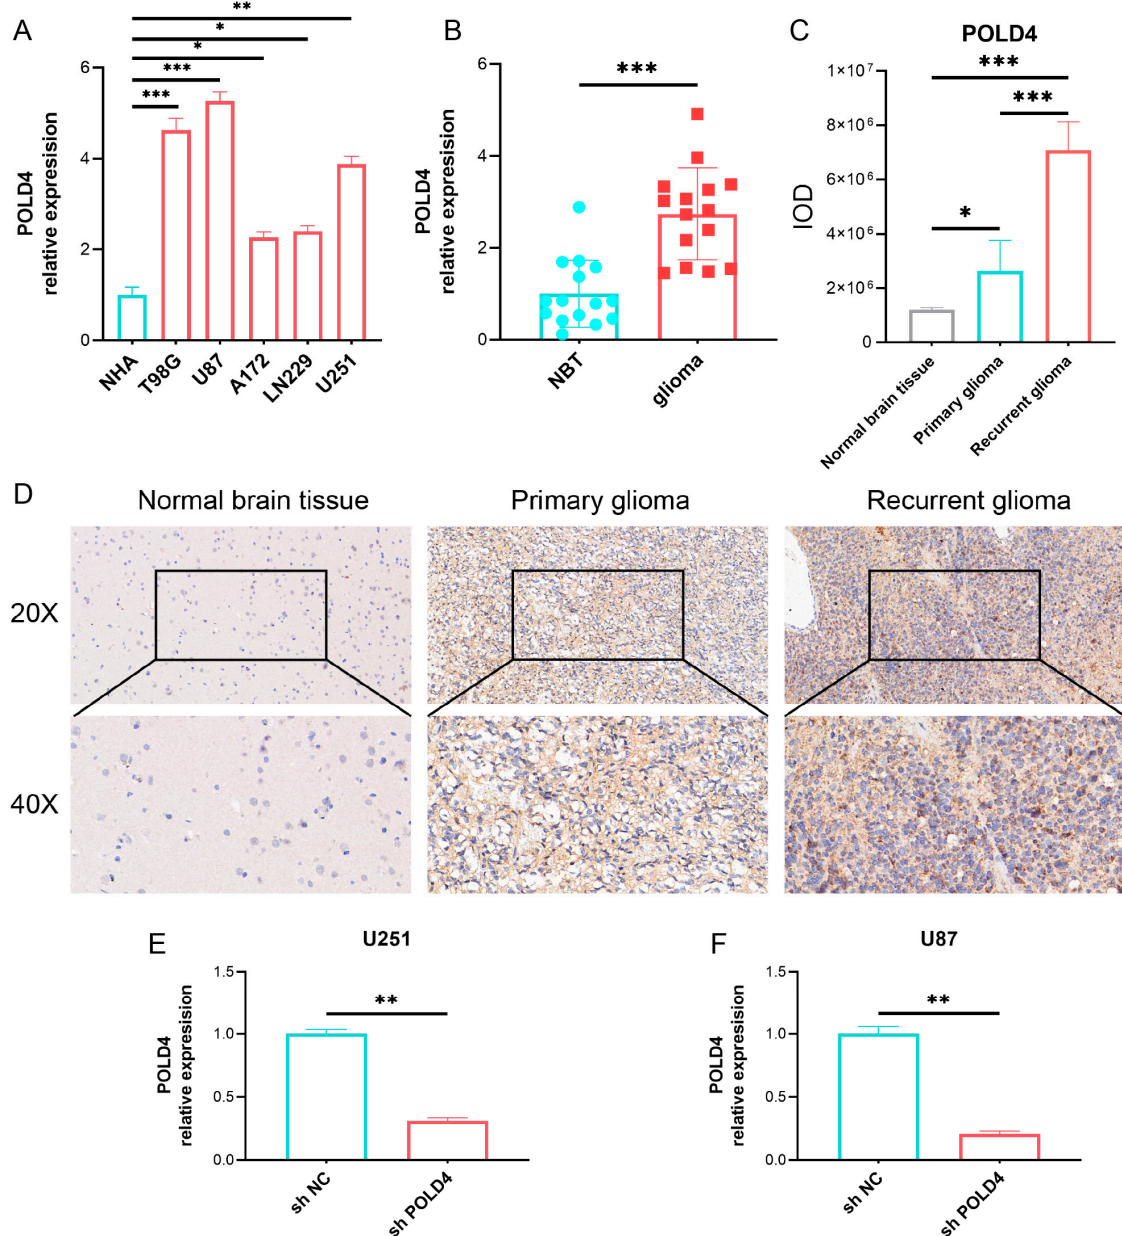 A
**
*
*
***
***
6
4
2
0
POLD4
relative expresision
NHA
T98G
U87
A172
LN229
U251
B
***
6
4
2
0
POLD4
relative expresision
NBT
glioma
C
POLD4
***
***
*
1×10⁷
8×10⁶
6×10⁶
4×10⁶
2×10⁶
0
IOD
Normal brain tissue
Primary glioma
Recurrent glioma
D
Normal brain tissue
Primary glioma
Recurrent glioma
20X
40X
E
U251
**
1.5
1.0
0.5
0.0
POLD4
relative expresision
sh NC
sh POLD4
F
U87
**
1.5
1.0
0.5
0.0
POLD4
relative expresision
sh NC
sh POLD4